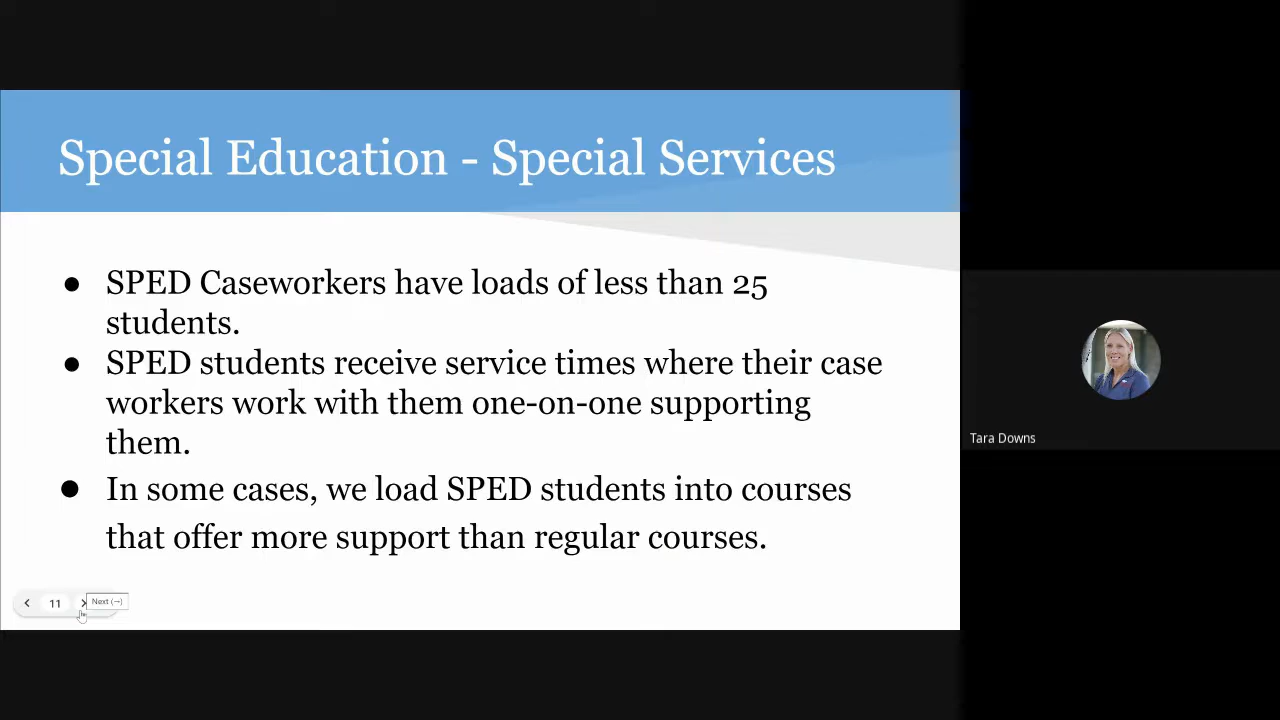 Special Education - Special Services
● SPED Caseworkers have loads of less than 25
students.
● SPED students receive service times where their case
workers work with them one-on-one supporting
them.
● In some cases, we load SPED students into courses
that offer more support than regular courses.
11
Next (→)
Tara Downs